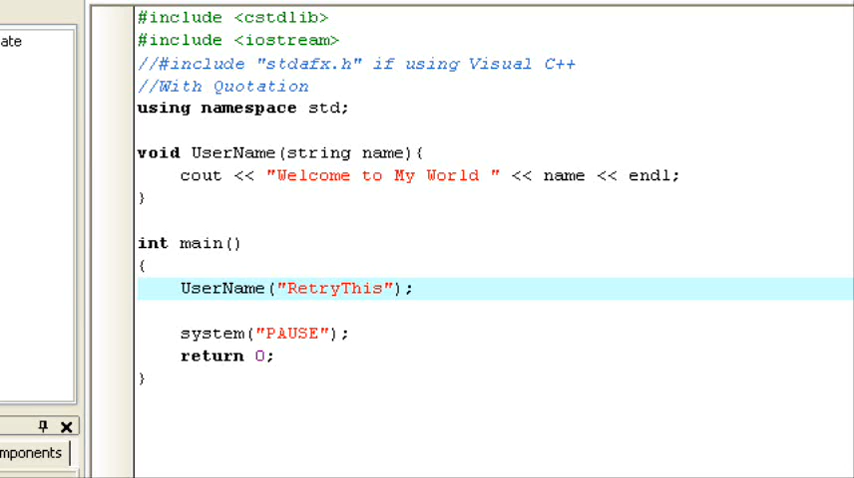 ate
#include <cstdlib>
#include <iostream>
//#include "stdafx.h" if using Visual C++
//With Quotation
using namespace std;
void UserName(string name){
cout << "Welcome to My World " << name << endl;
}
int main()
{
UserName("RetryThis");
system("PAUSE");
return 0;
}
mponents